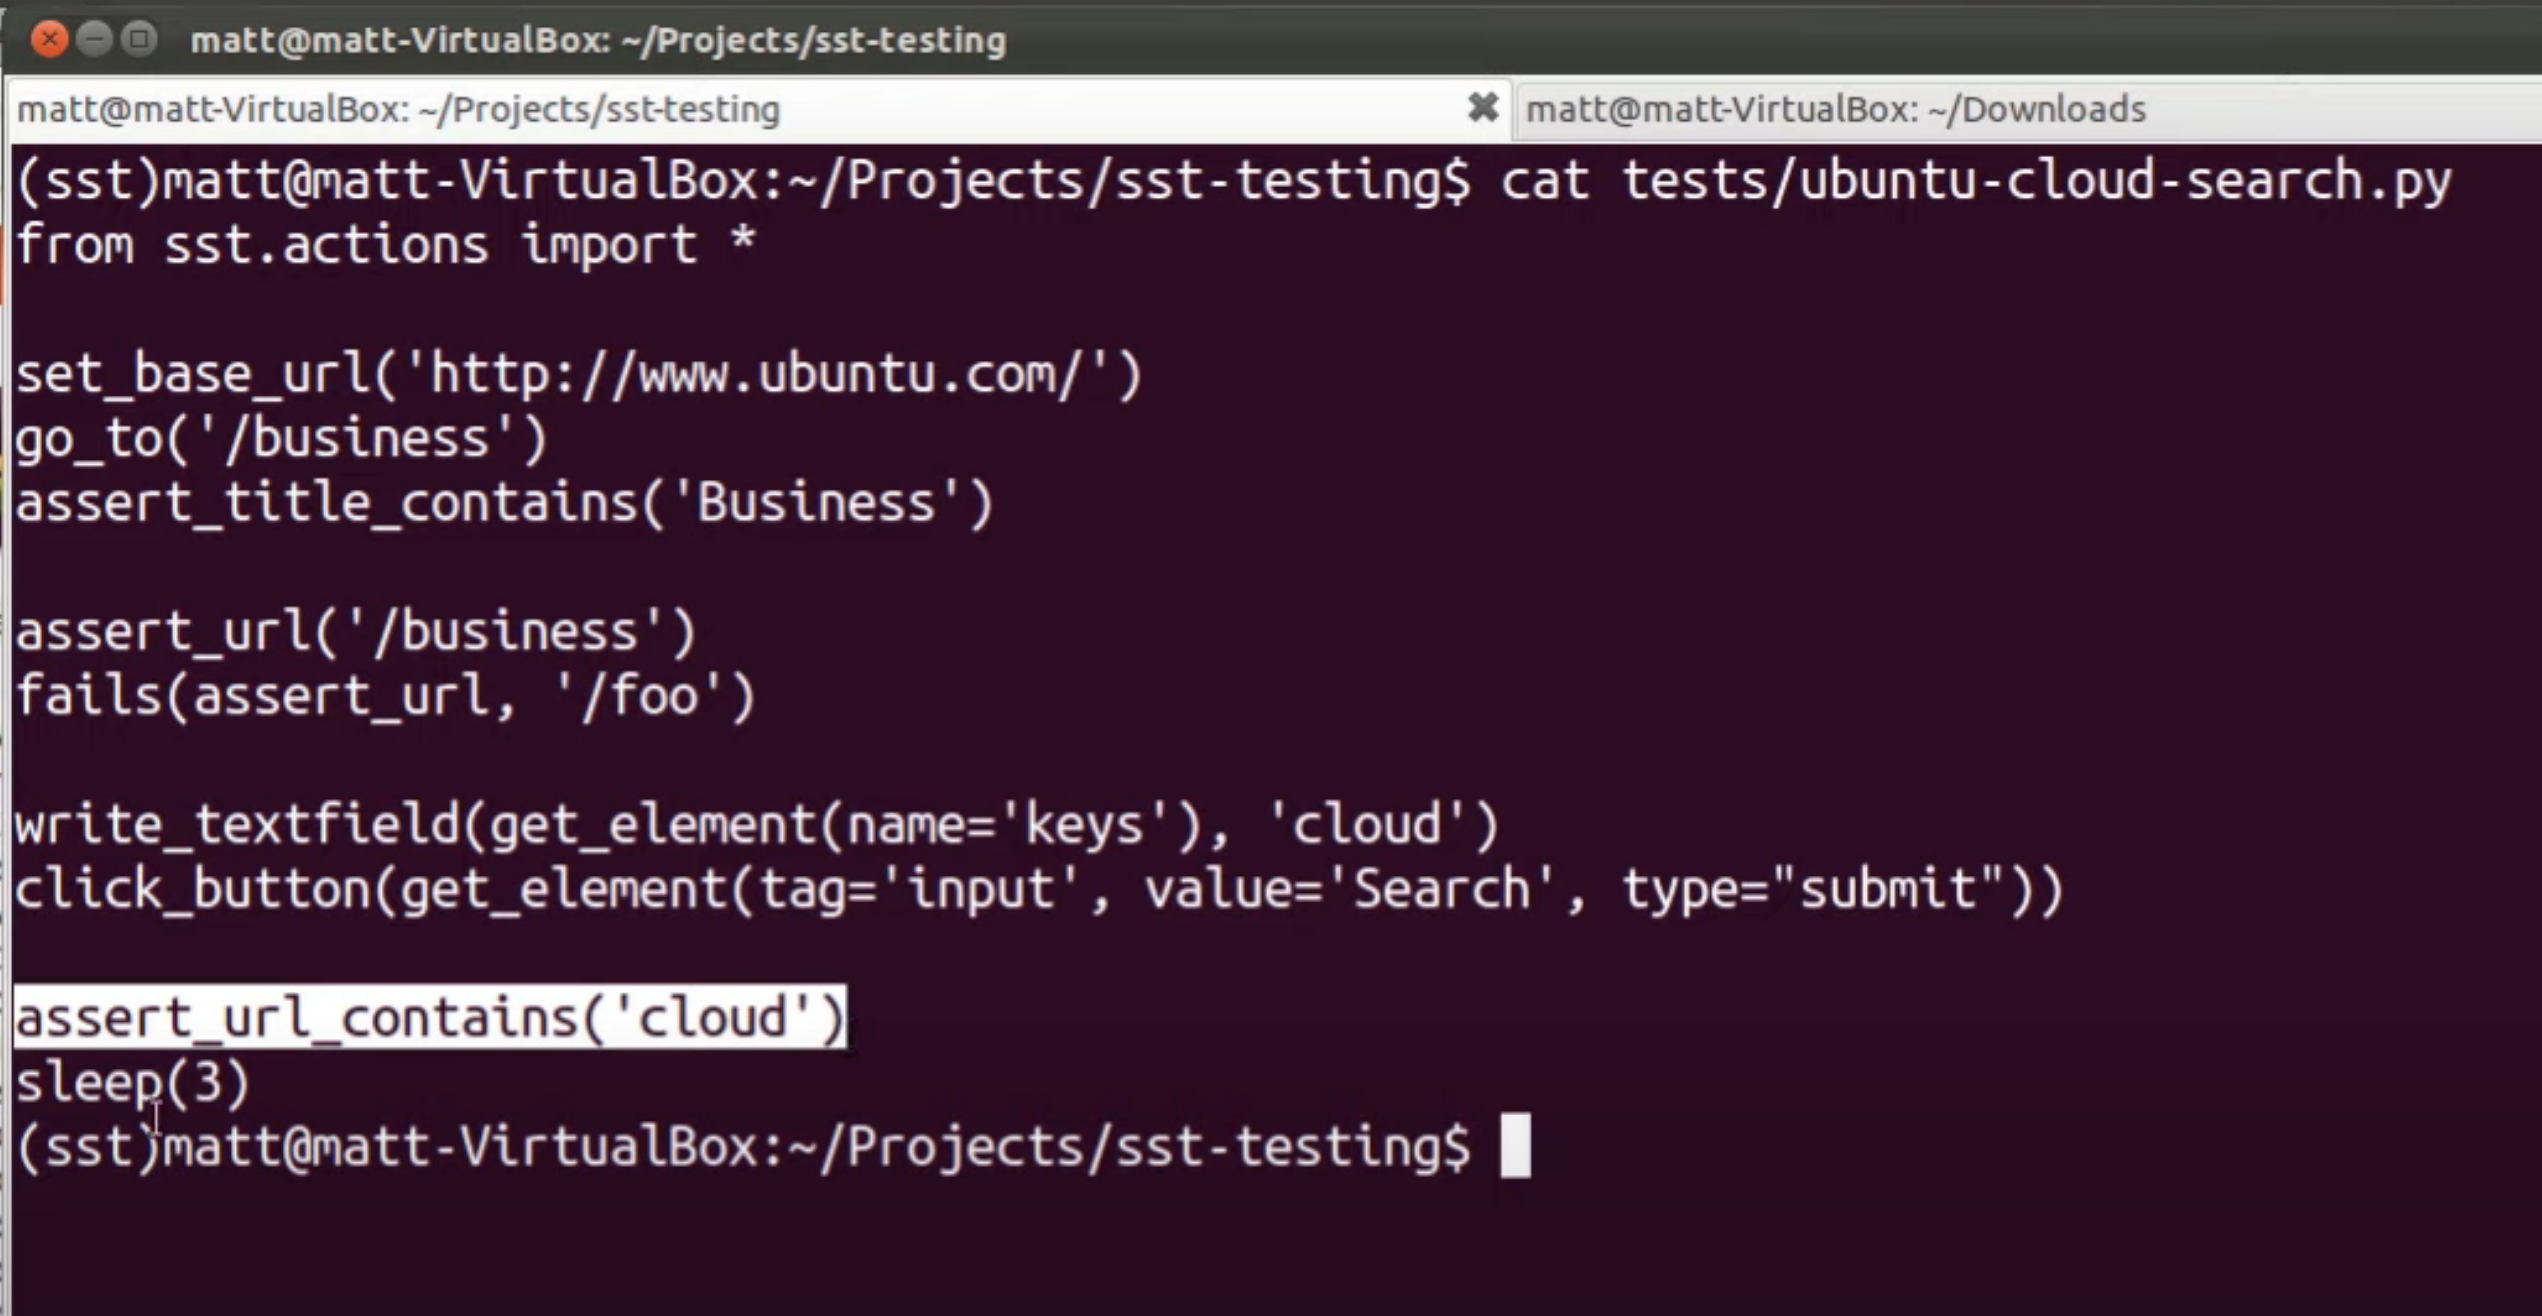 matt@matt-VirtualBox: ~/Projects/sst-testing
matt@matt-VirtualBox: ~/Projects/sst-testing
matt@matt-VirtualBox: ~/Downloads
(sst)matt@matt-VirtualBox:~/Projects/sst-testing$ cat tests/ubuntu-cloud-search.py
from sst.actions import *
set_base_url('http://www.ubuntu.com/')
go_to('/business')
assert_title_contains('Business')
assert_url('/business')
fails(assert_url, '/foo')
write_textfield(get_element(name='keys'), 'cloud')
click_button(get_element(tag='input', value='Search', type="submit"))
assert_url_contains('cloud')
sleep(3)
(sst)matt@matt-VirtualBox:~/Projects/sst-testing$